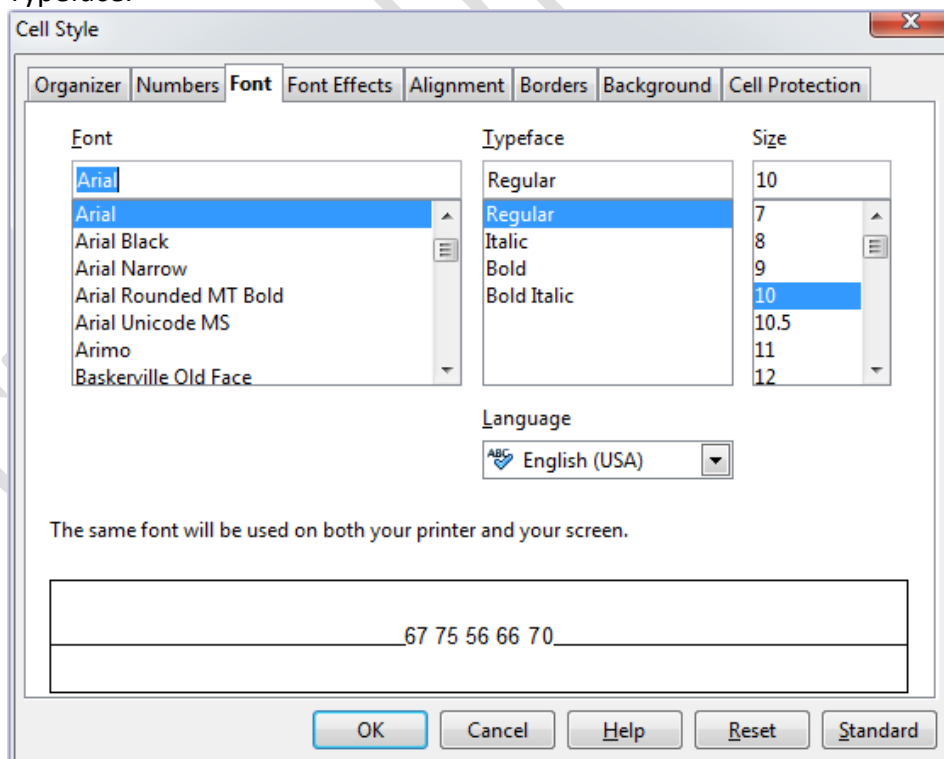 Typeface.
Cell Style
X
Organizer Numbers Font Font Effects Alignment Borders Background Cell Protection
Font Typeface Size
Arial Regular 10
Arial Regular 7
Arial Black Italic 8
Arial Narrow Bold 9
Arial Rounded MT Bold Bold Italic 10
Arial Unicode MS 10.5
Arimo 11
Baskerville Old Face 12
Language
ABC English (USA)
The same font will be used on both your printer and your screen.
67 75 56 66 70
OK Cancel Help Reset Standard